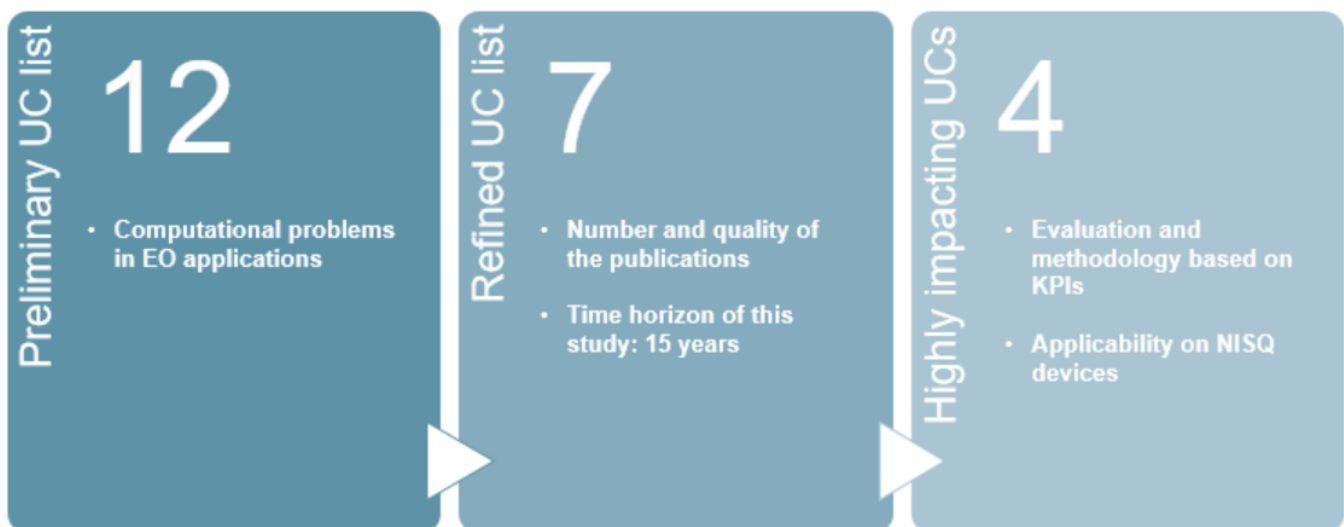 Preliminary UC list
12
• Computational problems
in EO applications
Refined UC list
7
• Number and quality of
the publications
• Time horizon of this
study: 15 years
Highly impacting UCs
4
• Evaluation and
methodology based on
KPIs
• Applicability on NISQ
devices